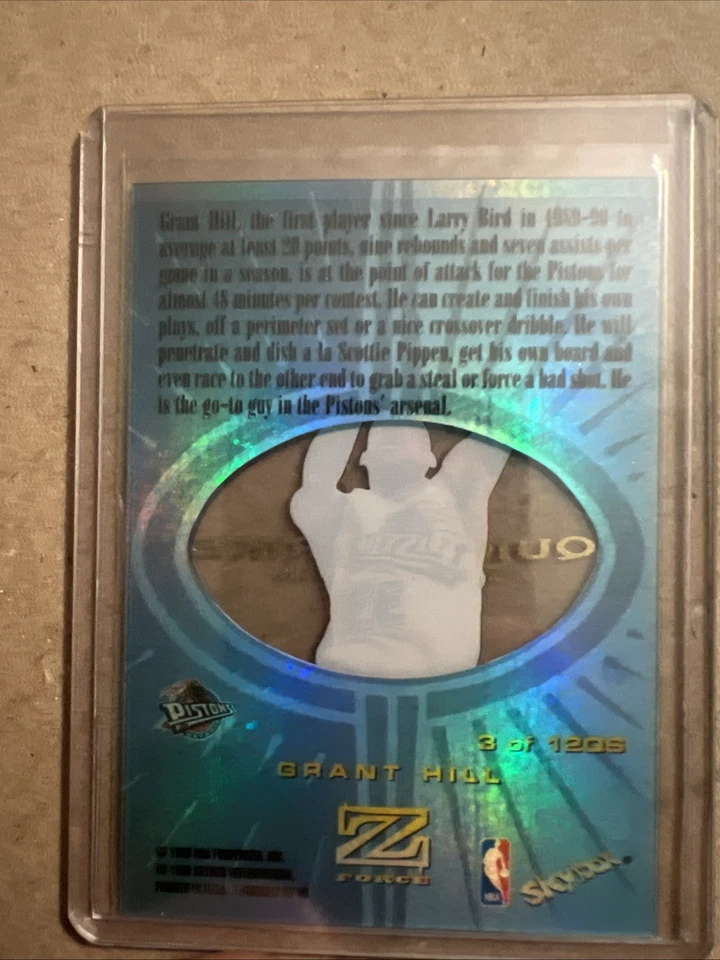 Grant Hill, the first player since Larry Bird in 1989-90 to
average at least 20 points, nine rebounds and seven assists per
game in a season, is at the point of attack for the Pistons for
almost 48 minutes per contest. He can create and finish his own
plays, off a perimeter set or a nice crossover dribble. He will
penetrate and dish a la Scottie Pippen, get his own board and
even race to the other end to grab a steal or force a bad shot. He
is the go-to guy in the Pistons' arsenal.
QU
PISTONS
3 of 12QS
GRANT HILL
Z
FORCE
NBA
SkyBox